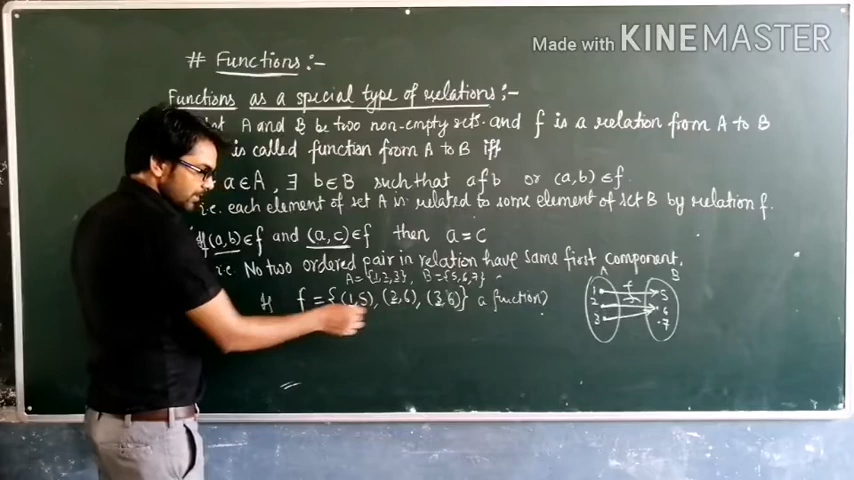 Made with KINEMASTER
# Functions:-
Functions as a special type of relations:-
A and B be two non-empty sets. and f is a relation from A to B
is called function from A to B iff
a ∈ A, ∃ b ∈ B such that a f b or (a,b) ∈ f.
i.e. each element of set A is related to some element of set B by relation f.
If (a,b) ∈ f and (a,c) ∈ f then a = c
i.e. No two ordered pair in relation have same first component.
A = {1,2,3}, B = {5,6,7}
If f = {(1,5), (2,6), (3,6)} a function)
A B
f
1 5
2 6
3 7